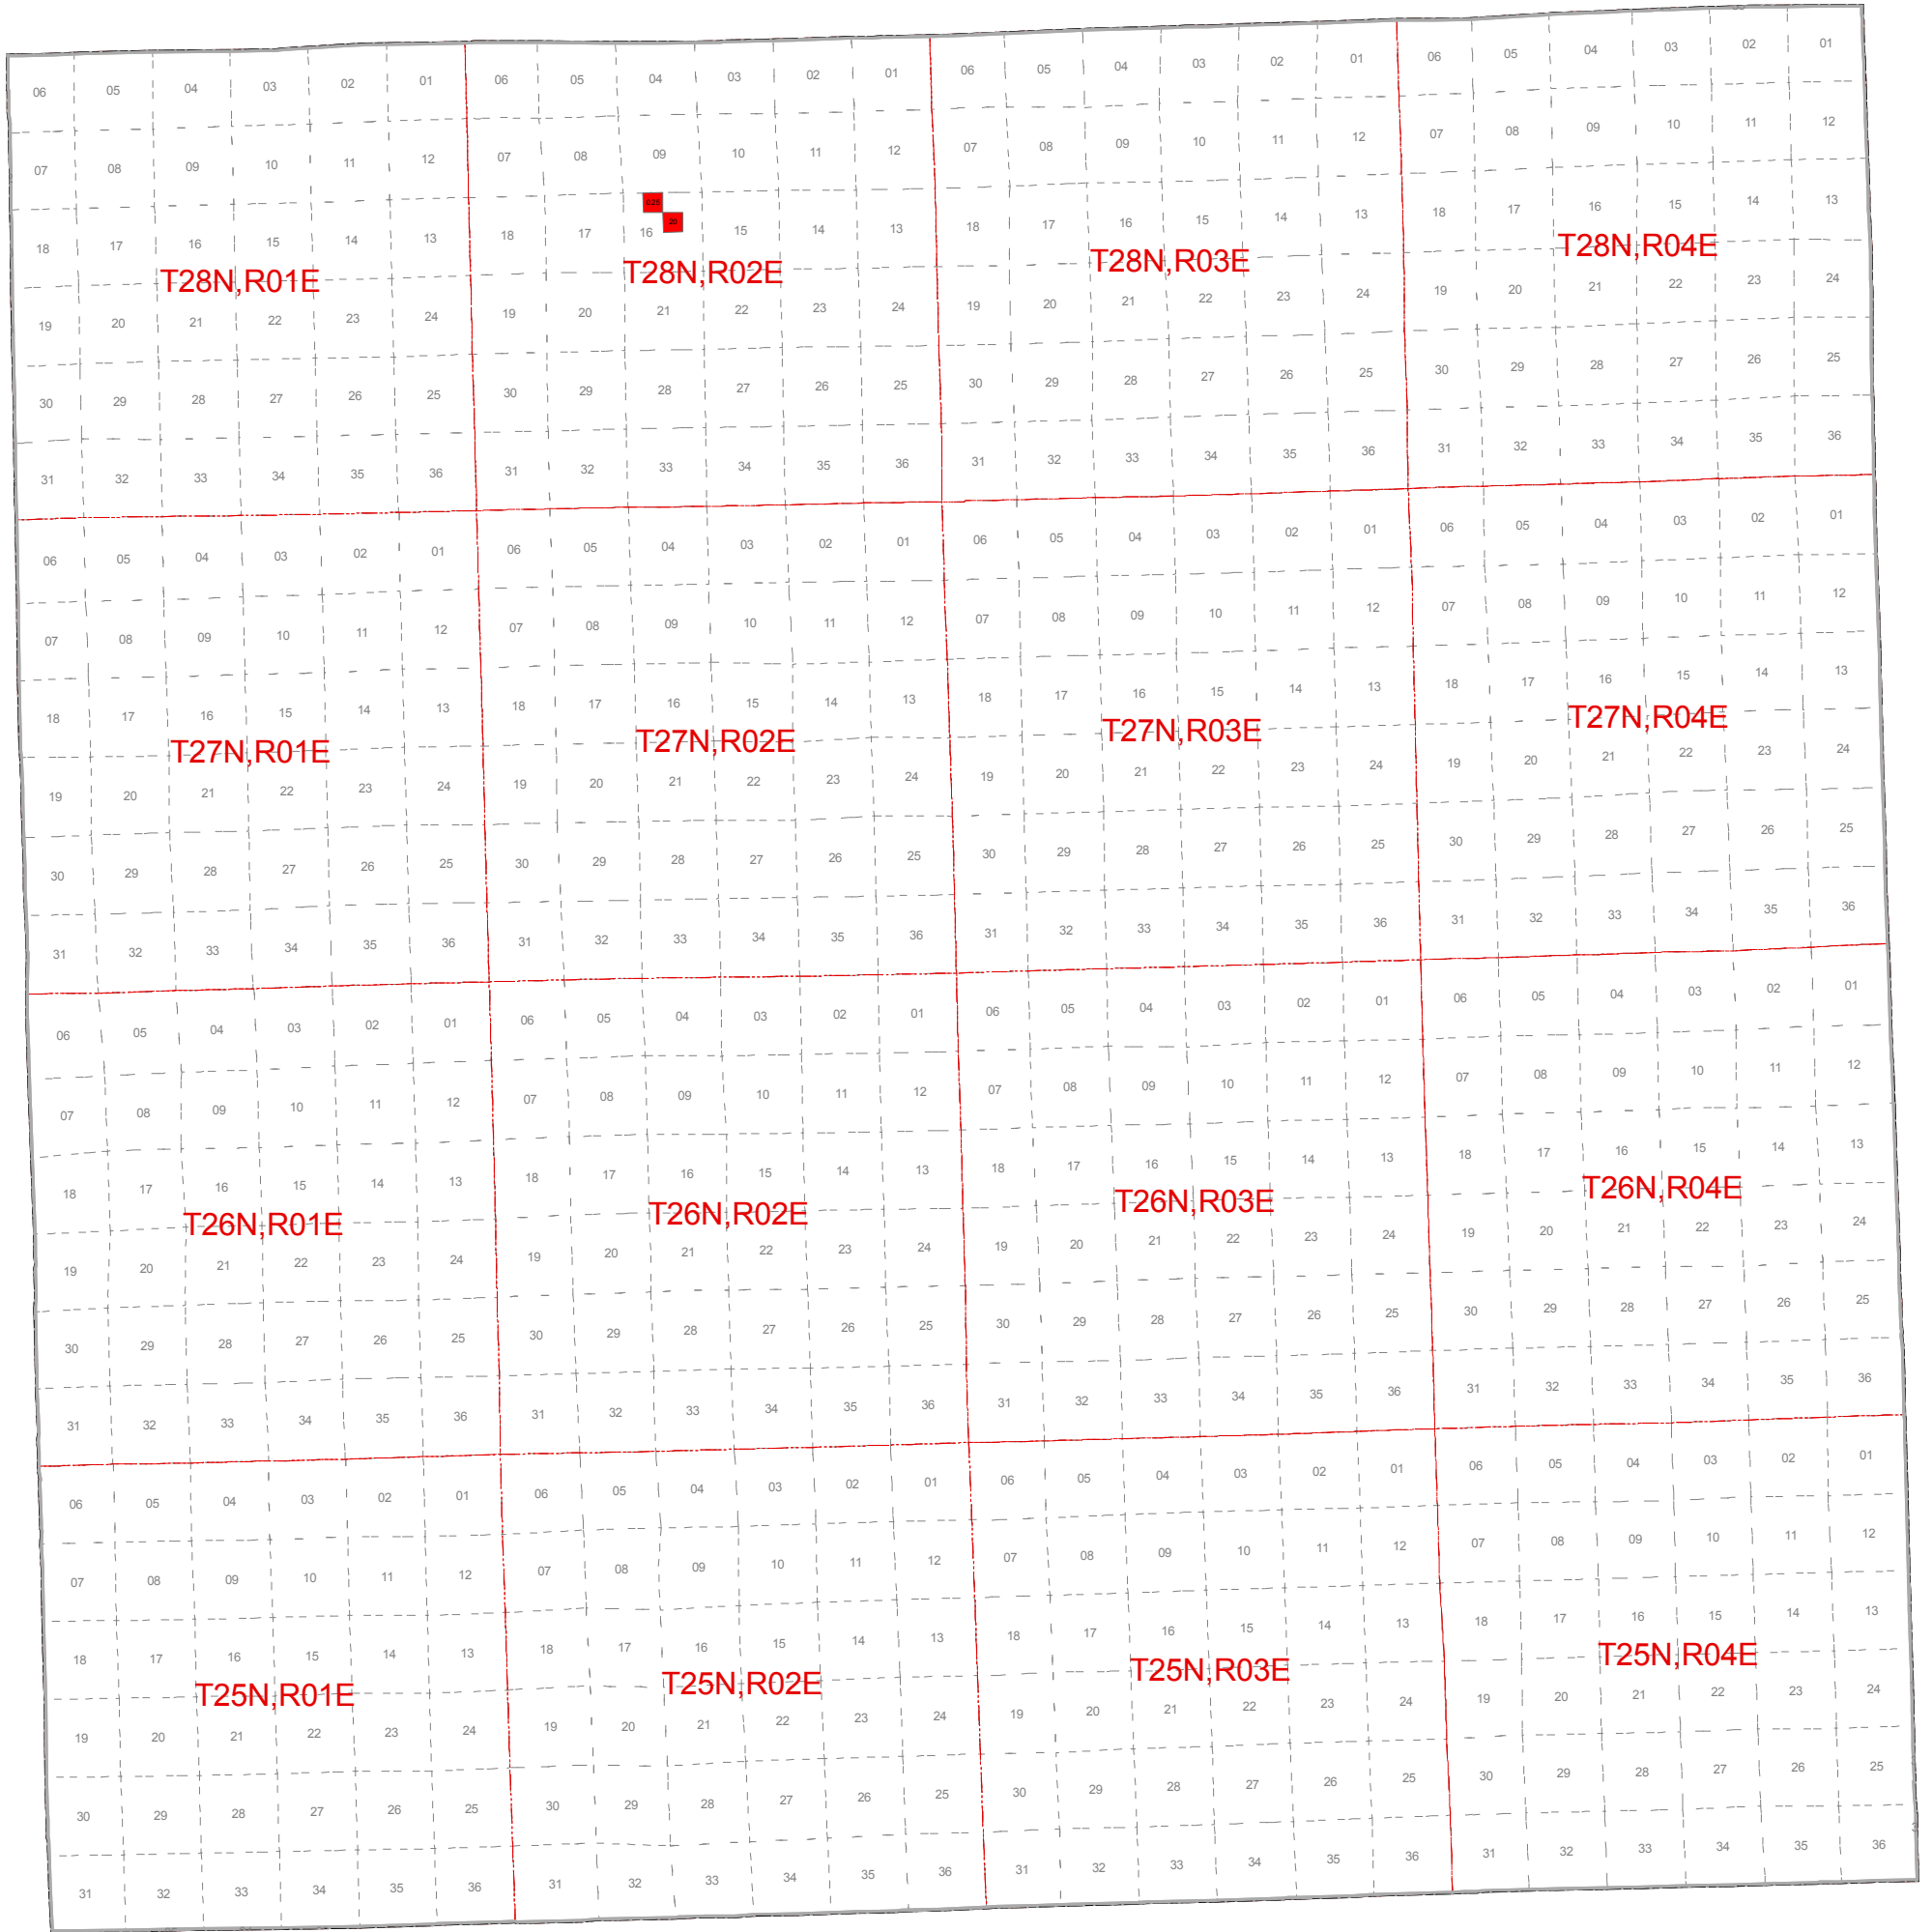 06 05 04 03 02 01 06 05 04 03 02 01 06 05 04 03 02 01 06 05 04 03 02 01
07 08 09 10 11 12 07 08 09 10 11 12 07 08 09 10 11 12 07 08 09 10 11 12
025
20
18 17 16 15 14 13 18 17 16 15 14 13 18 17 16 15 14 13 18 17 16 15 14 13
T28N,R01E T28N,R02E T28N,R03E T28N,R04E
19 20 21 22 23 24 19 20 21 22 23 24 19 20 21 22 23 24 19 20 21 22 23 24
30 29 28 27 26 25 30 29 28 27 26 25 30 29 28 27 26 25 30 29 28 27 26 25
31 32 33 34 35 36 31 32 33 34 35 36 31 32 33 34 35 36 31 32 33 34 35 36
06 05 04 03 02 01 06 05 04 03 02 01 06 05 04 03 02 01 06 05 04 03 02 01
07 08 09 10 11 12 07 08 09 10 11 12 07 08 09 10 11 12 07 08 09 10 11 12
18 17 16 15 14 13 18 17 16 15 14 13 18 17 16 15 14 13 18 17 16 15 14 13
T27N,R01E T27N,R02E T27N,R03E T27N,R04E
19 20 21 22 23 24 19 20 21 22 23 24 19 20 21 22 23 24 19 20 21 22 23 24
30 29 28 27 26 25 30 29 28 27 26 25 30 29 28 27 26 25 30 29 28 27 26 25
31 32 33 34 35 36 31 32 33 34 35 36 31 32 33 34 35 36 31 32 33 34 35 36
06 05 04 03 02 01 06 05 04 03 02 01 06 05 04 03 02 01 06 05 04 03 02 01
07 08 09 10 11 12 07 08 09 10 11 12 07 08 09 10 11 12 07 08 09 10 11 12
18 17 16 15 14 13 18 17 16 15 14 13 18 17 16 15 14 13 18 17 16 15 14 13
T26N,R01E T26N,R02E T26N,R03E T26N,R04E
19 20 21 22 23 24 19 20 21 22 23 24 19 20 21 22 23 24 19 20 21 22 23 24
30 29 28 27 26 25 30 29 28 27 26 25 30 29 28 27 26 25 30 29 28 27 26 25
31 32 33 34 35 36 31 32 33 34 35 36 31 32 33 34 35 36 31 32 33 34 35 36
06 05 04 03 02 01 06 05 04 03 02 01 06 05 04 03 02 01 06 05 04 03 02 01
07 08 09 10 11 12 07 08 09 10 11 12 07 08 09 10 11 12 07 08 09 10 11 12
18 17 16 15 14 13 18 17 16 15 14 13 18 17 16 15 14 13 18 17 16 15 14 13
T25N,R01E T25N,R02E T25N,R03E T25N,R04E
19 20 21 22 23 24 19 20 21 22 23 24 19 20 21 22 23 24 19 20 21 22 23 24
30 29 28 27 26 25 30 29 28 27 26 25 30 29 28 27 26 25 30 29 28 27 26 25
31 32 33 34 35 36 31 32 33 34 35 36 31 32 33 34 35 36 31 32 33 34 35 36